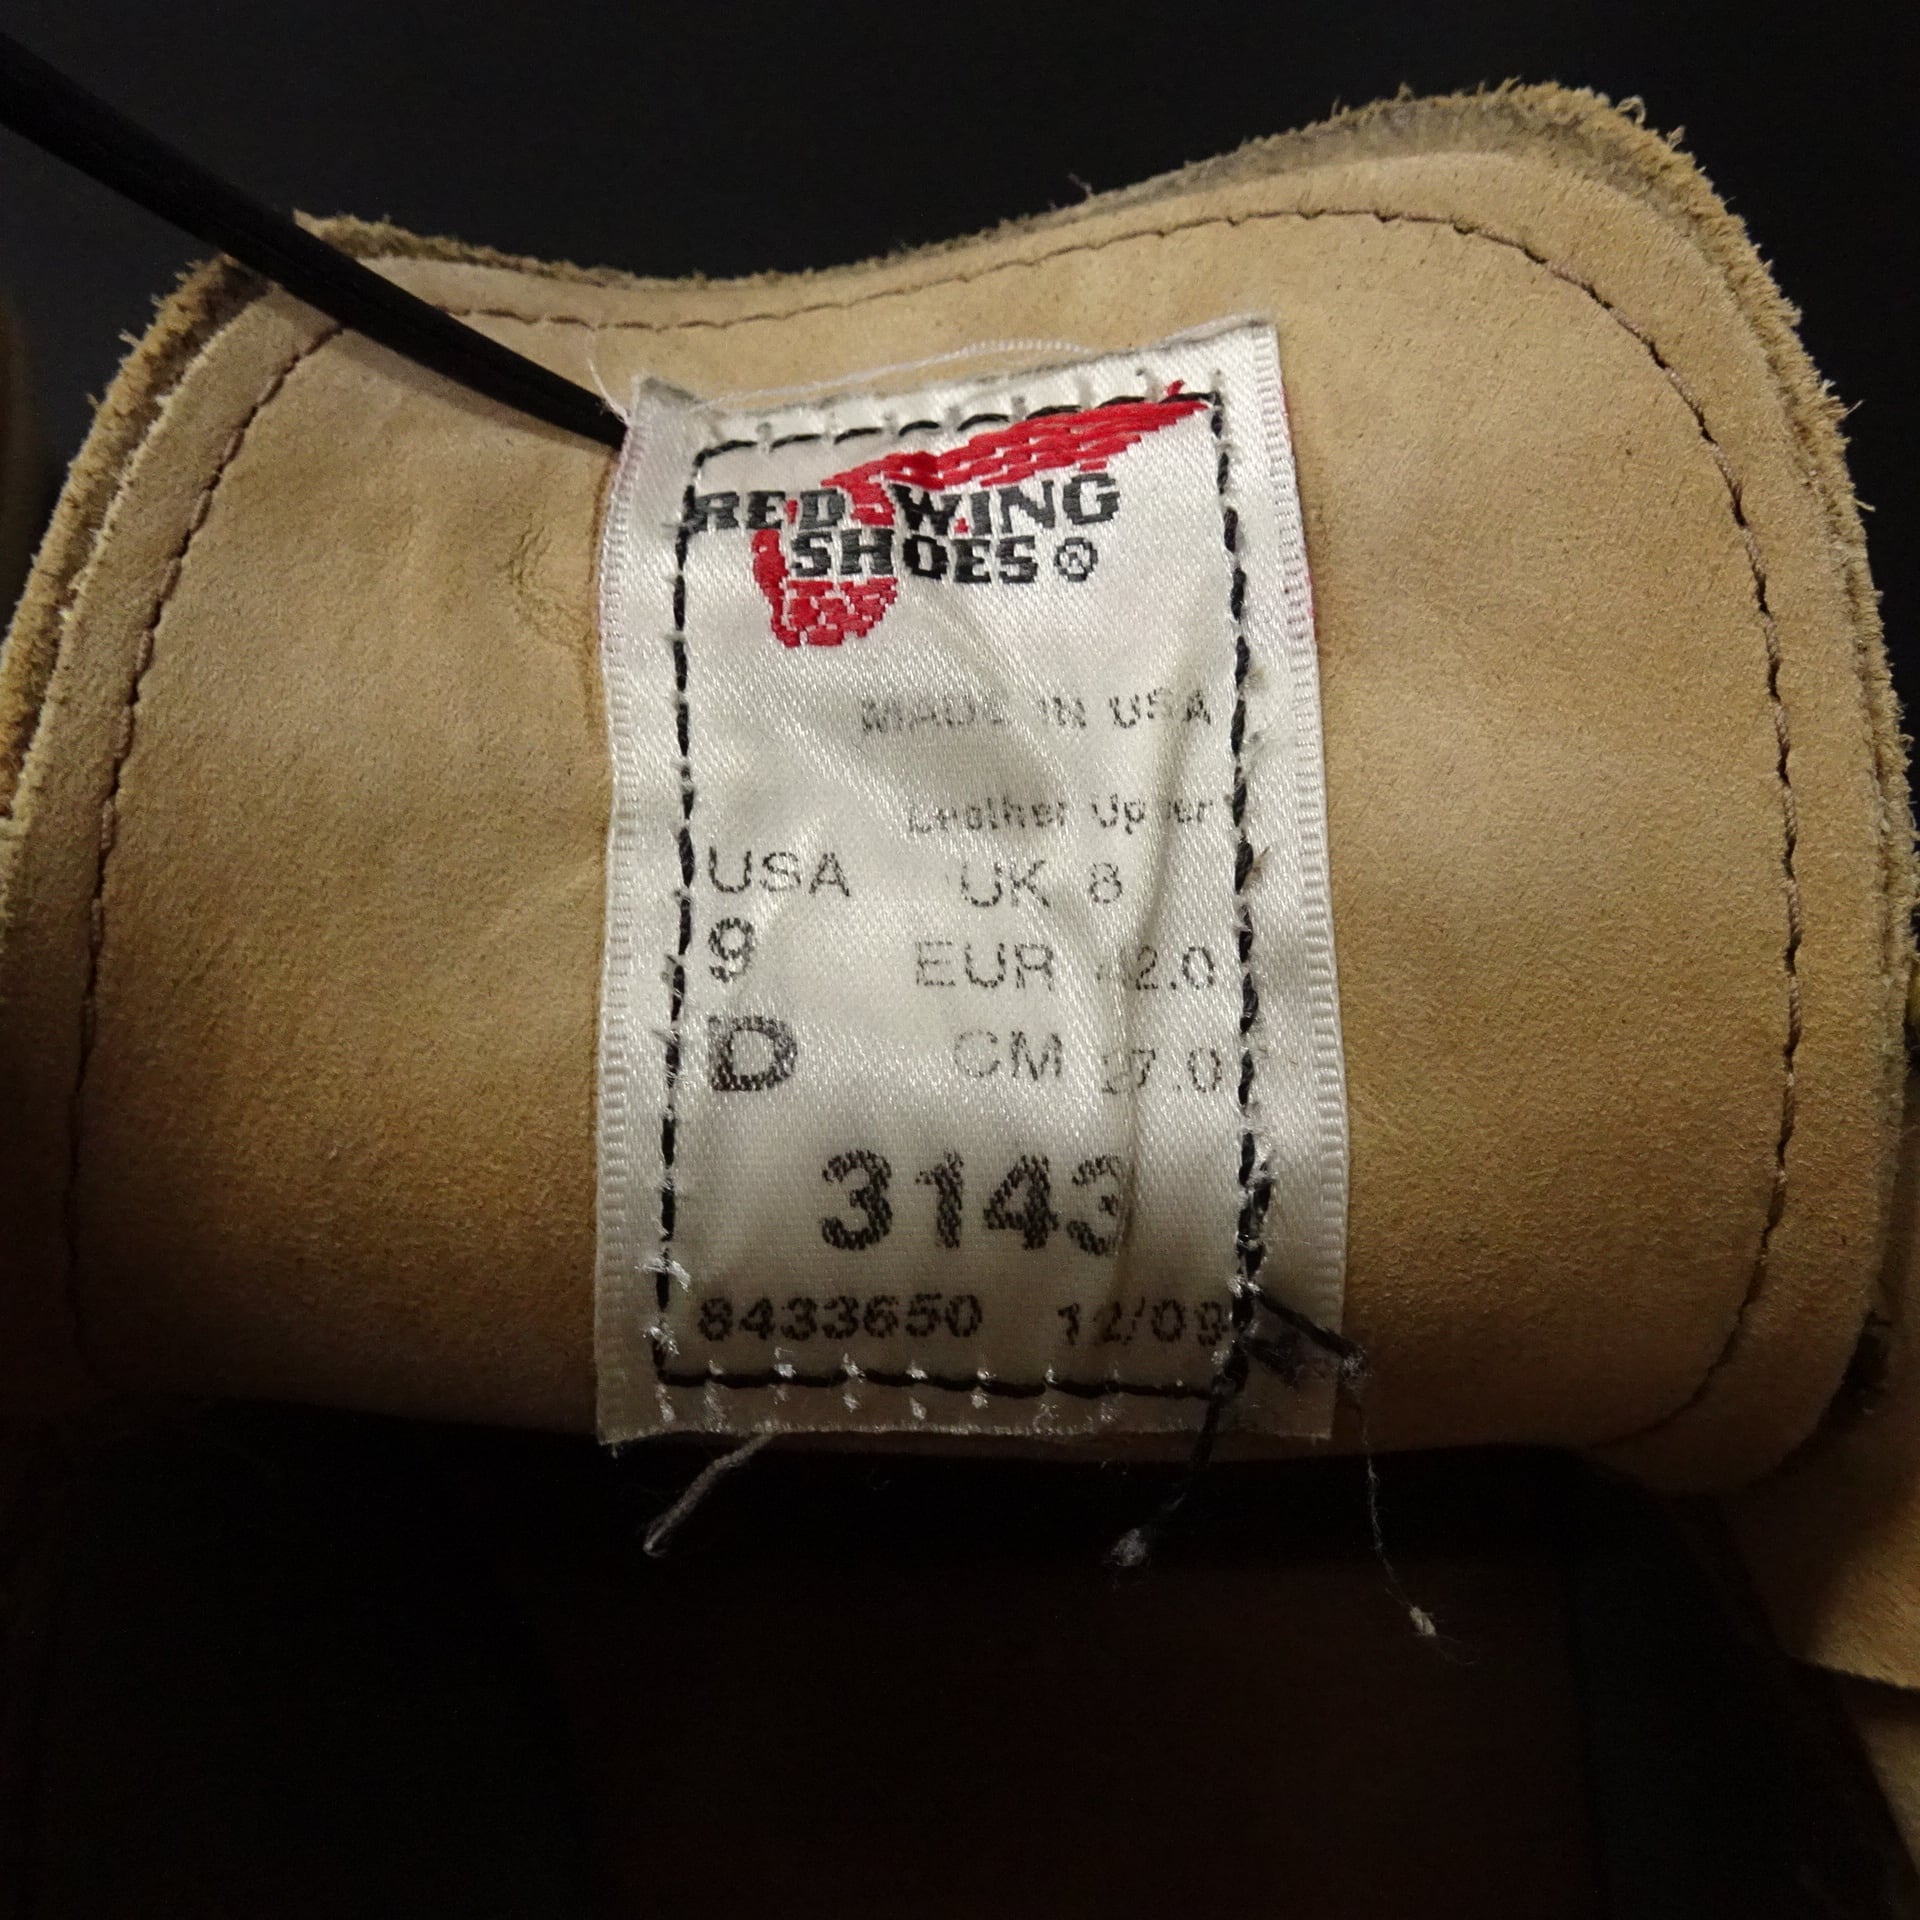 RED WING
SHOES ®
MADE IN USA
Leather Upper
USA UK 8
9 EUR 42.0
D CM 27.0
3143
8433650 12/09